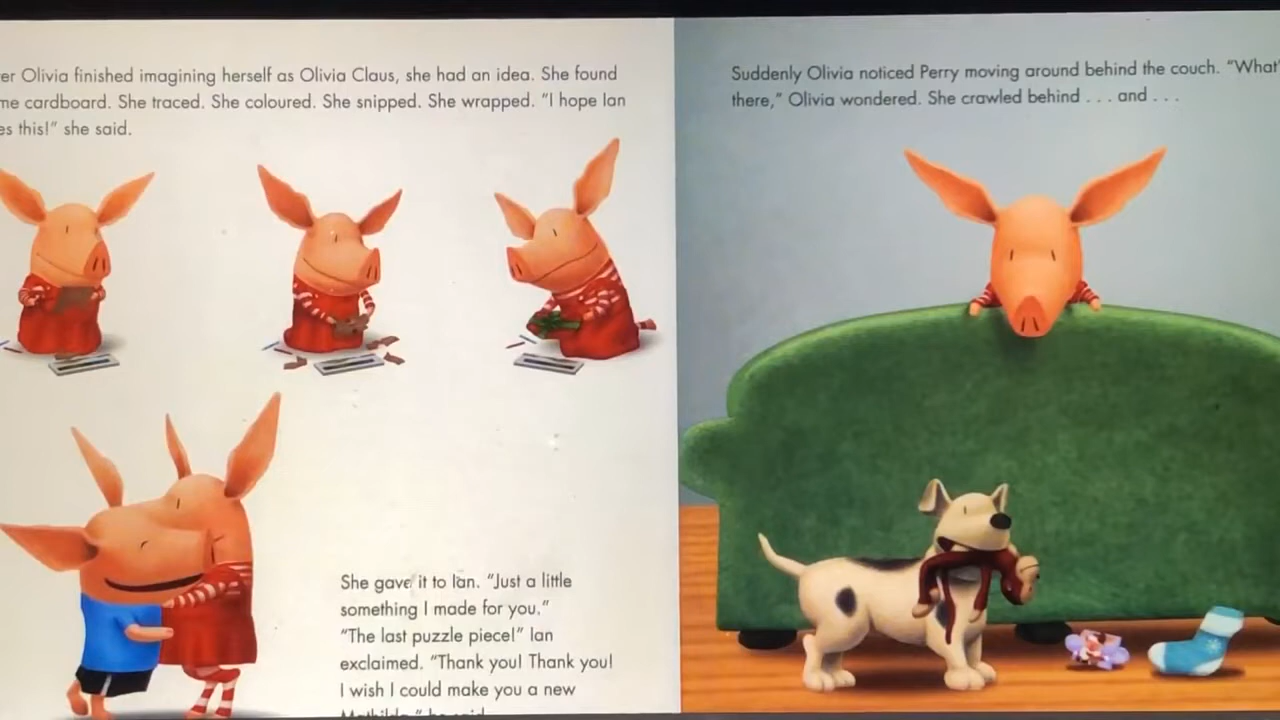 er Olivia finished imagining herself as Olivia Claus, she had an idea. She found
me cardboard. She traced. She coloured. She snipped. She wrapped. “I hope Ian
es this!” she said.
She gave it to Ian. “Just a little
something I made for you.”
“The last puzzle piece!” Ian
exclaimed. “Thank you! Thank you!
I wish I could make you a new
Suddenly Olivia noticed Perry moving around behind the couch. “What’
there,” Olivia wondered. She crawled behind . . . and . . .